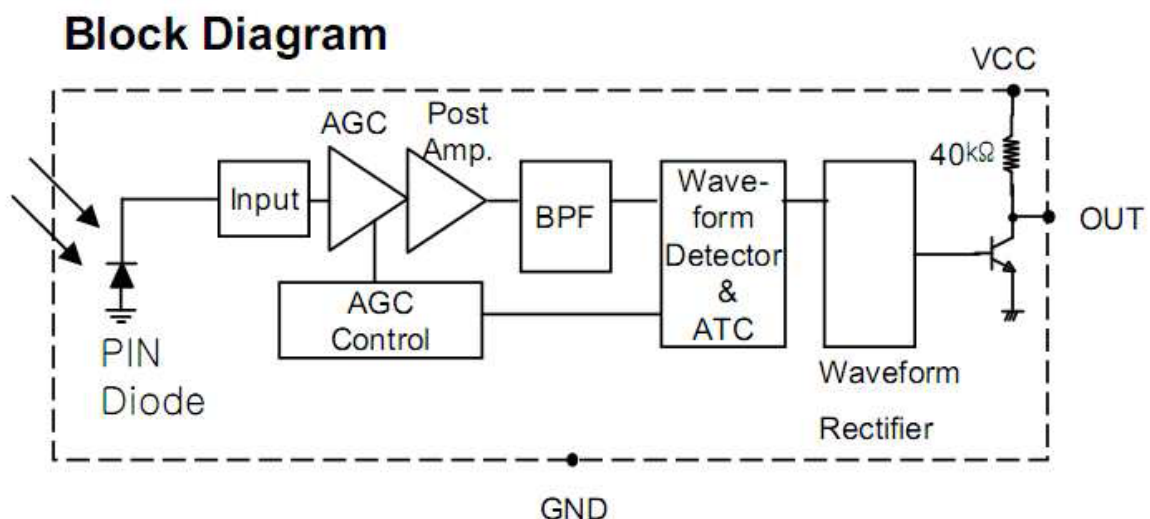 Block Diagram
VCC
AGC
Post
Amp.
40kΩ
Input
BPF
Wave-
form
Detector
&
ATC
OUT
AGC
Control
PIN
Diode
Waveform
Rectifier
GND